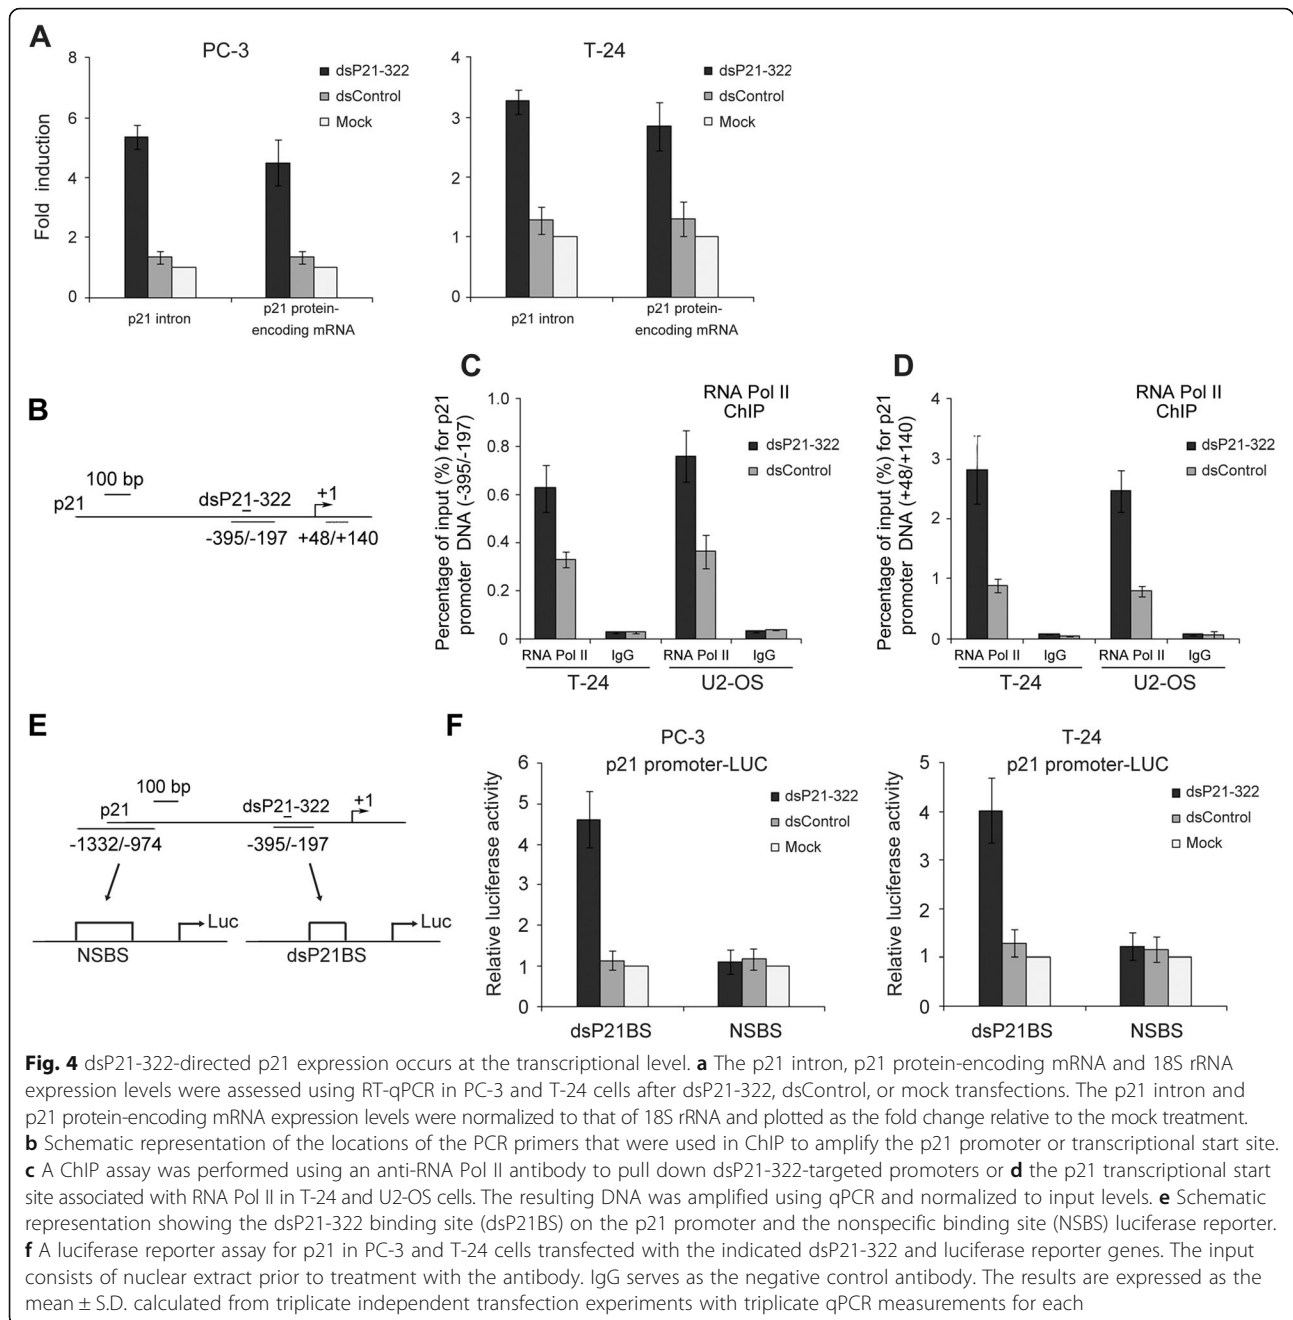 A
PC-3
8
6
4
2
0
Fold induction
dsP21-322
dsControl
Mock
p21 intron
p21 protein-
encoding mRNA
T-24
4
3
2
1
0
dsP21-322
dsControl
Mock
p21 intron
p21 protein-
encoding mRNA
B
100 bp
p21
dsP21-322
+1
-395/-197
+48/+140
C
RNA Pol II
ChIP
Percentage of input (%) for p21
promoter DNA (-395/-197)
1.0
0.8
0.6
0.4
0.2
0
dsP21-322
dsControl
RNA Pol II
IgG
RNA Pol II
IgG
T-24
U2-OS
D
RNA Pol II
ChIP
Percentage of input (%) for p21
promoter DNA (+48/+140)
4
3
2
1
0
dsP21-322
dsControl
RNA Pol II
IgG
RNA Pol II
IgG
T-24
U2-OS
E
100 bp
p21
dsP21-322
+1
-1332/-974
-395/-197
Luc
Luc
NSBS
dsP21BS
F
PC-3
p21 promoter-LUC
Relative luciferase activity
6
5
4
3
2
1
0
dsP21-322
dsControl
Mock
dsP21BS
NSBS
T-24
p21 promoter-LUC
Relative luciferase activity
5
4
3
2
1
0
dsP21-322
dsControl
Mock
dsP21BS
NSBS
Fig. 4 dsP21-322-directed p21 expression occurs at the transcriptional level. a The p21 intron, p21 protein-encoding mRNA and 18S rRNA
expression levels were assessed using RT-qPCR in PC-3 and T-24 cells after dsP21-322, dsControl, or mock transfections. The p21 intron and
p21 protein-encoding mRNA expression levels were normalized to that of 18S rRNA and plotted as the fold change relative to the mock treatment.
b Schematic representation of the locations of the PCR primers that were used in ChIP to amplify the p21 promoter or transcriptional start site.
c A ChIP assay was performed using an anti-RNA Pol II antibody to pull down dsP21-322-targeted promoters or d the p21 transcriptional start
site associated with RNA Pol II in T-24 and U2-OS cells. The resulting DNA was amplified using qPCR and normalized to input levels. e Schematic
representation showing the dsP21-322 binding site (dsP21BS) on the p21 promoter and the nonspecific binding site (NSBS) luciferase reporter.
f A luciferase reporter assay for p21 in PC-3 and T-24 cells transfected with the indicated dsP21-322 and luciferase reporter genes. The input
consists of nuclear extract prior to treatment with the antibody. IgG serves as the negative control antibody. The results are expressed as the
mean ± S.D. calculated from triplicate independent transfection experiments with triplicate qPCR measurements for each